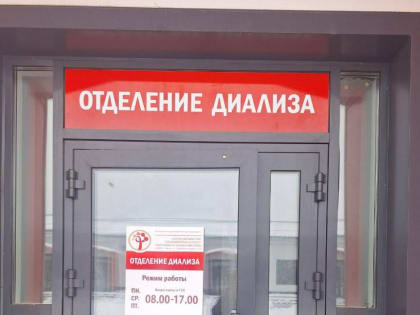 ОТДЕЛЕНИЕ ДИАЛИЗА
ОТДЕЛЕНИЕ ДИАЛИЗА
Режим работы
ПН.
СР. 08.00-17.00
ПТ.